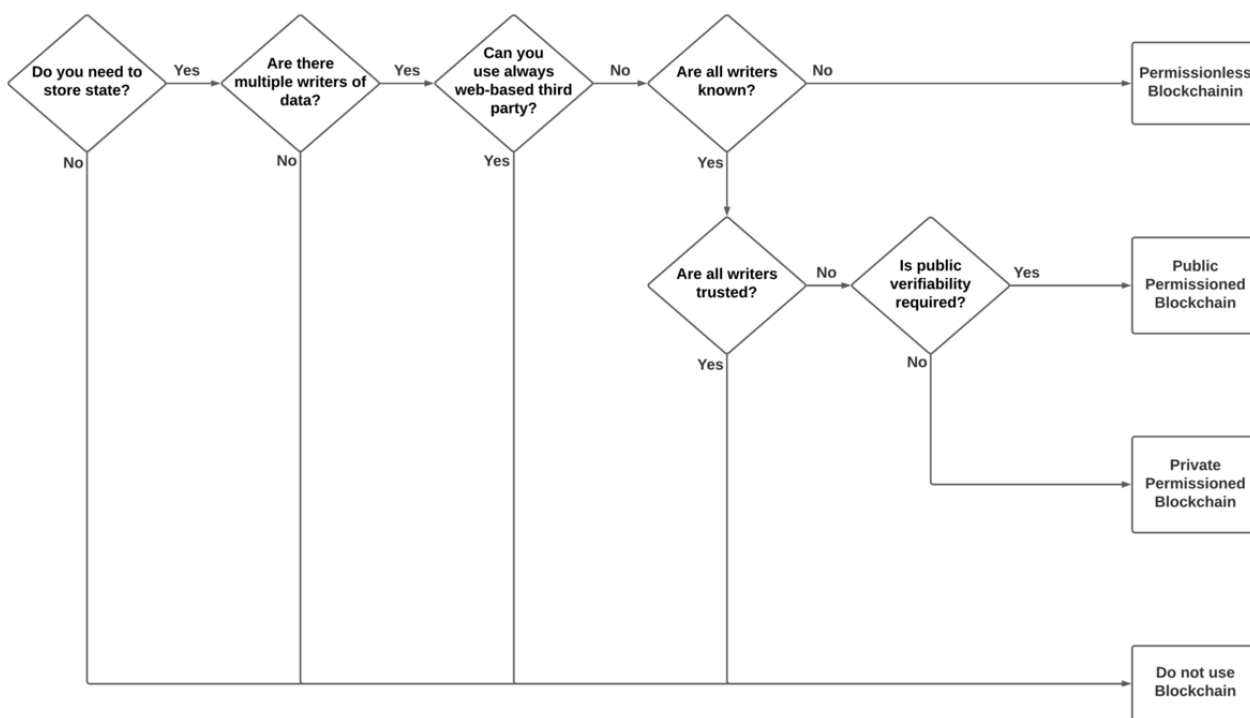 Do you need to
store state?
Yes
Are there
multiple writers of
data?
Yes
Can you
use always
web-based third
party?
No
Are all writers
known?
No
Permissionless
Blockchainin
No
No
Yes
Yes
Are all writers
trusted?
No
Is public
verifiability
required?
Yes
Public
Permissioned
Blockchain
Yes
No
Private
Permissioned
Blockchain
Do not use
Blockchain